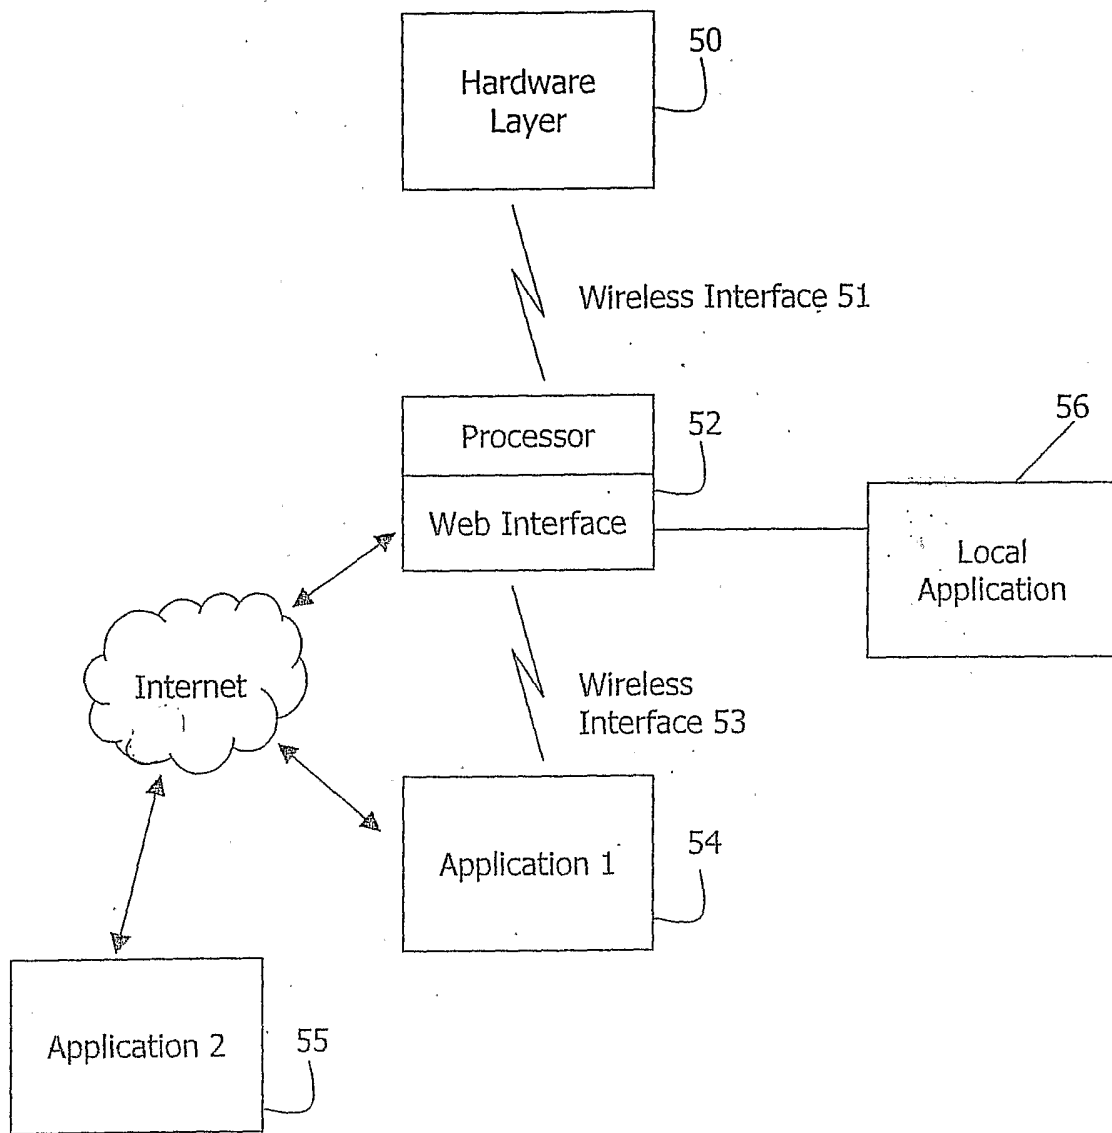 50
Hardware
Layer
Wireless Interface 51
56
52
Processor
Web Interface
Local
Application
Internet
Wireless
Interface 53
54
Application 1
55
Application 2